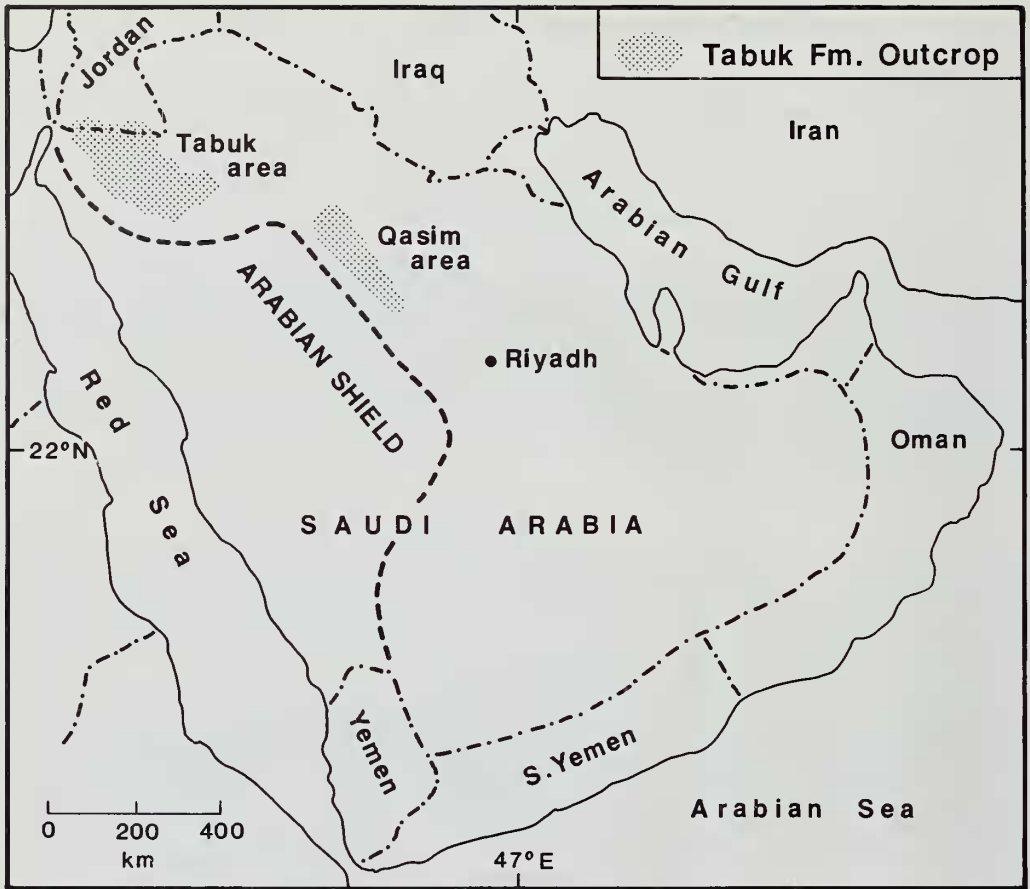 Jordan
Iraq
Tabuk Fm. Outcrop
Iran
Tabuk
area
Arabian
Gulf
Qasim
area
ARABIAN SHIELD
Riyadh
Red
Sea
22°N
Oman
SAUDI ARABIA
Yemen
S. Yemen
Arabian Sea
0 200 400
km
47°E